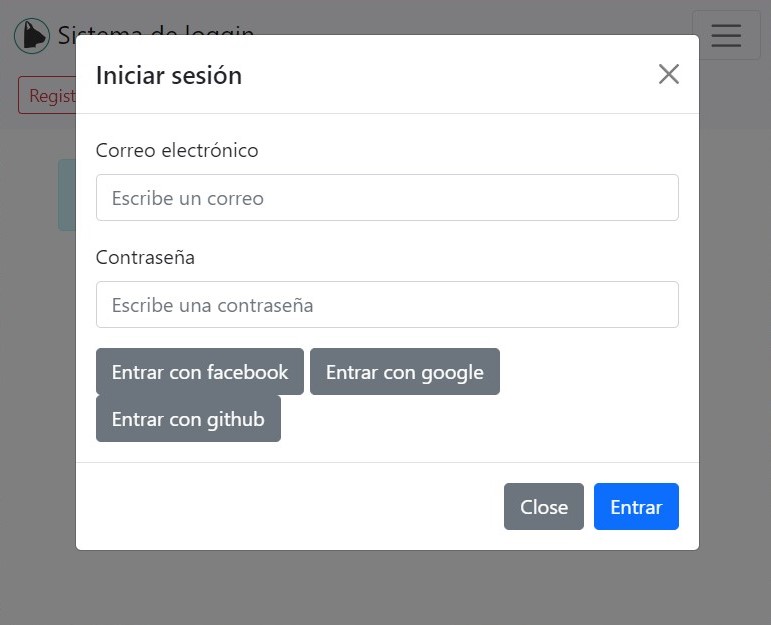 Sistema de loggin
Regist
Iniciar sesión
Correo electrónico
Escribe un correo
Contraseña
Escribe una contraseña
Entrar con facebook Entrar con google
Entrar con github
Close Entrar